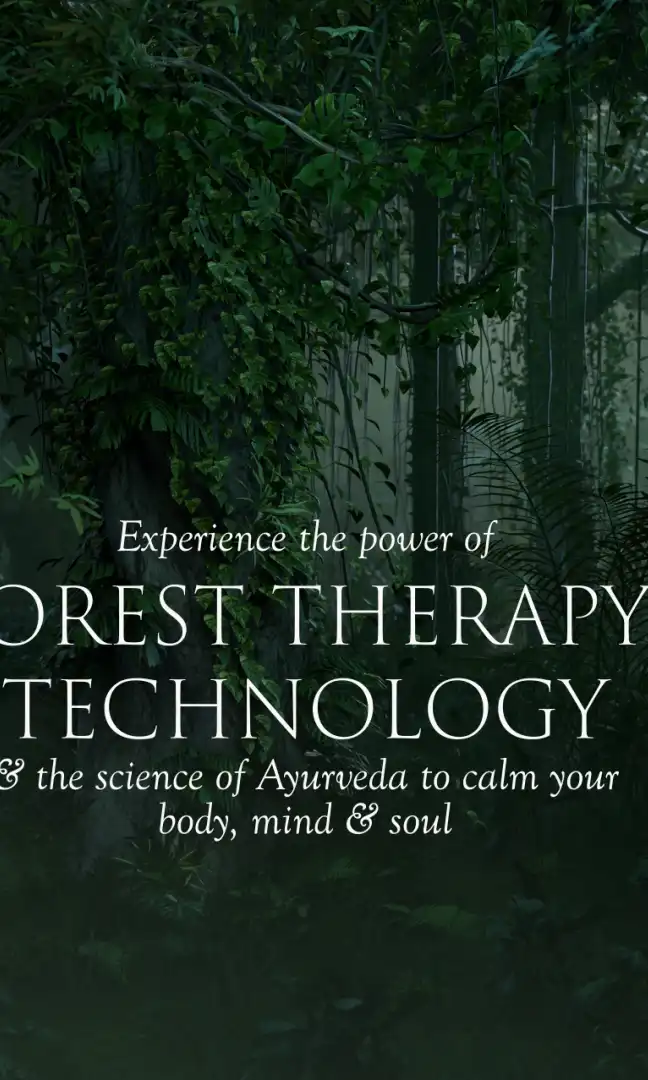 Experience the power of
OREST THERAPY
TECHNOLOGY
& the science of Ayurveda to calm your
body, mind & soul